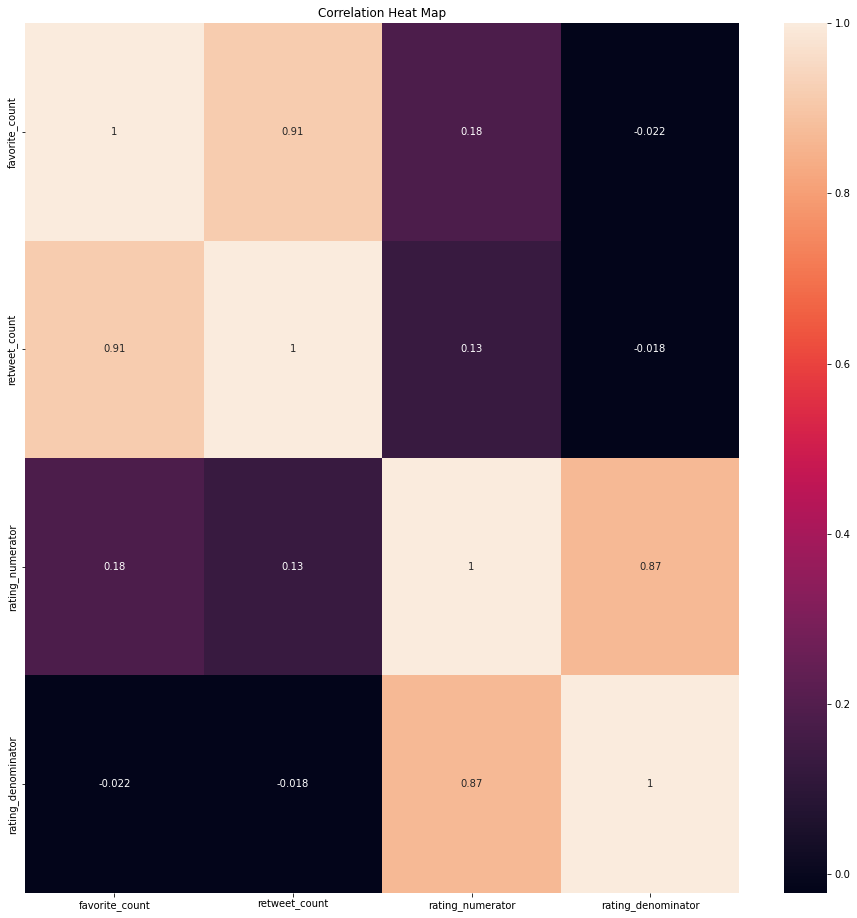 Correlation Heat Map
favorite_count
1
0.91
0.18
-0.022
retweet_count
0.91
1
0.13
-0.018
rating_numerator
0.18
0.13
1
0.87
rating_denominator
-0.022
-0.018
0.87
1
favorite_count
retweet_count
rating_numerator
rating_denominator
1.0
0.8
0.6
0.4
0.2
0.0